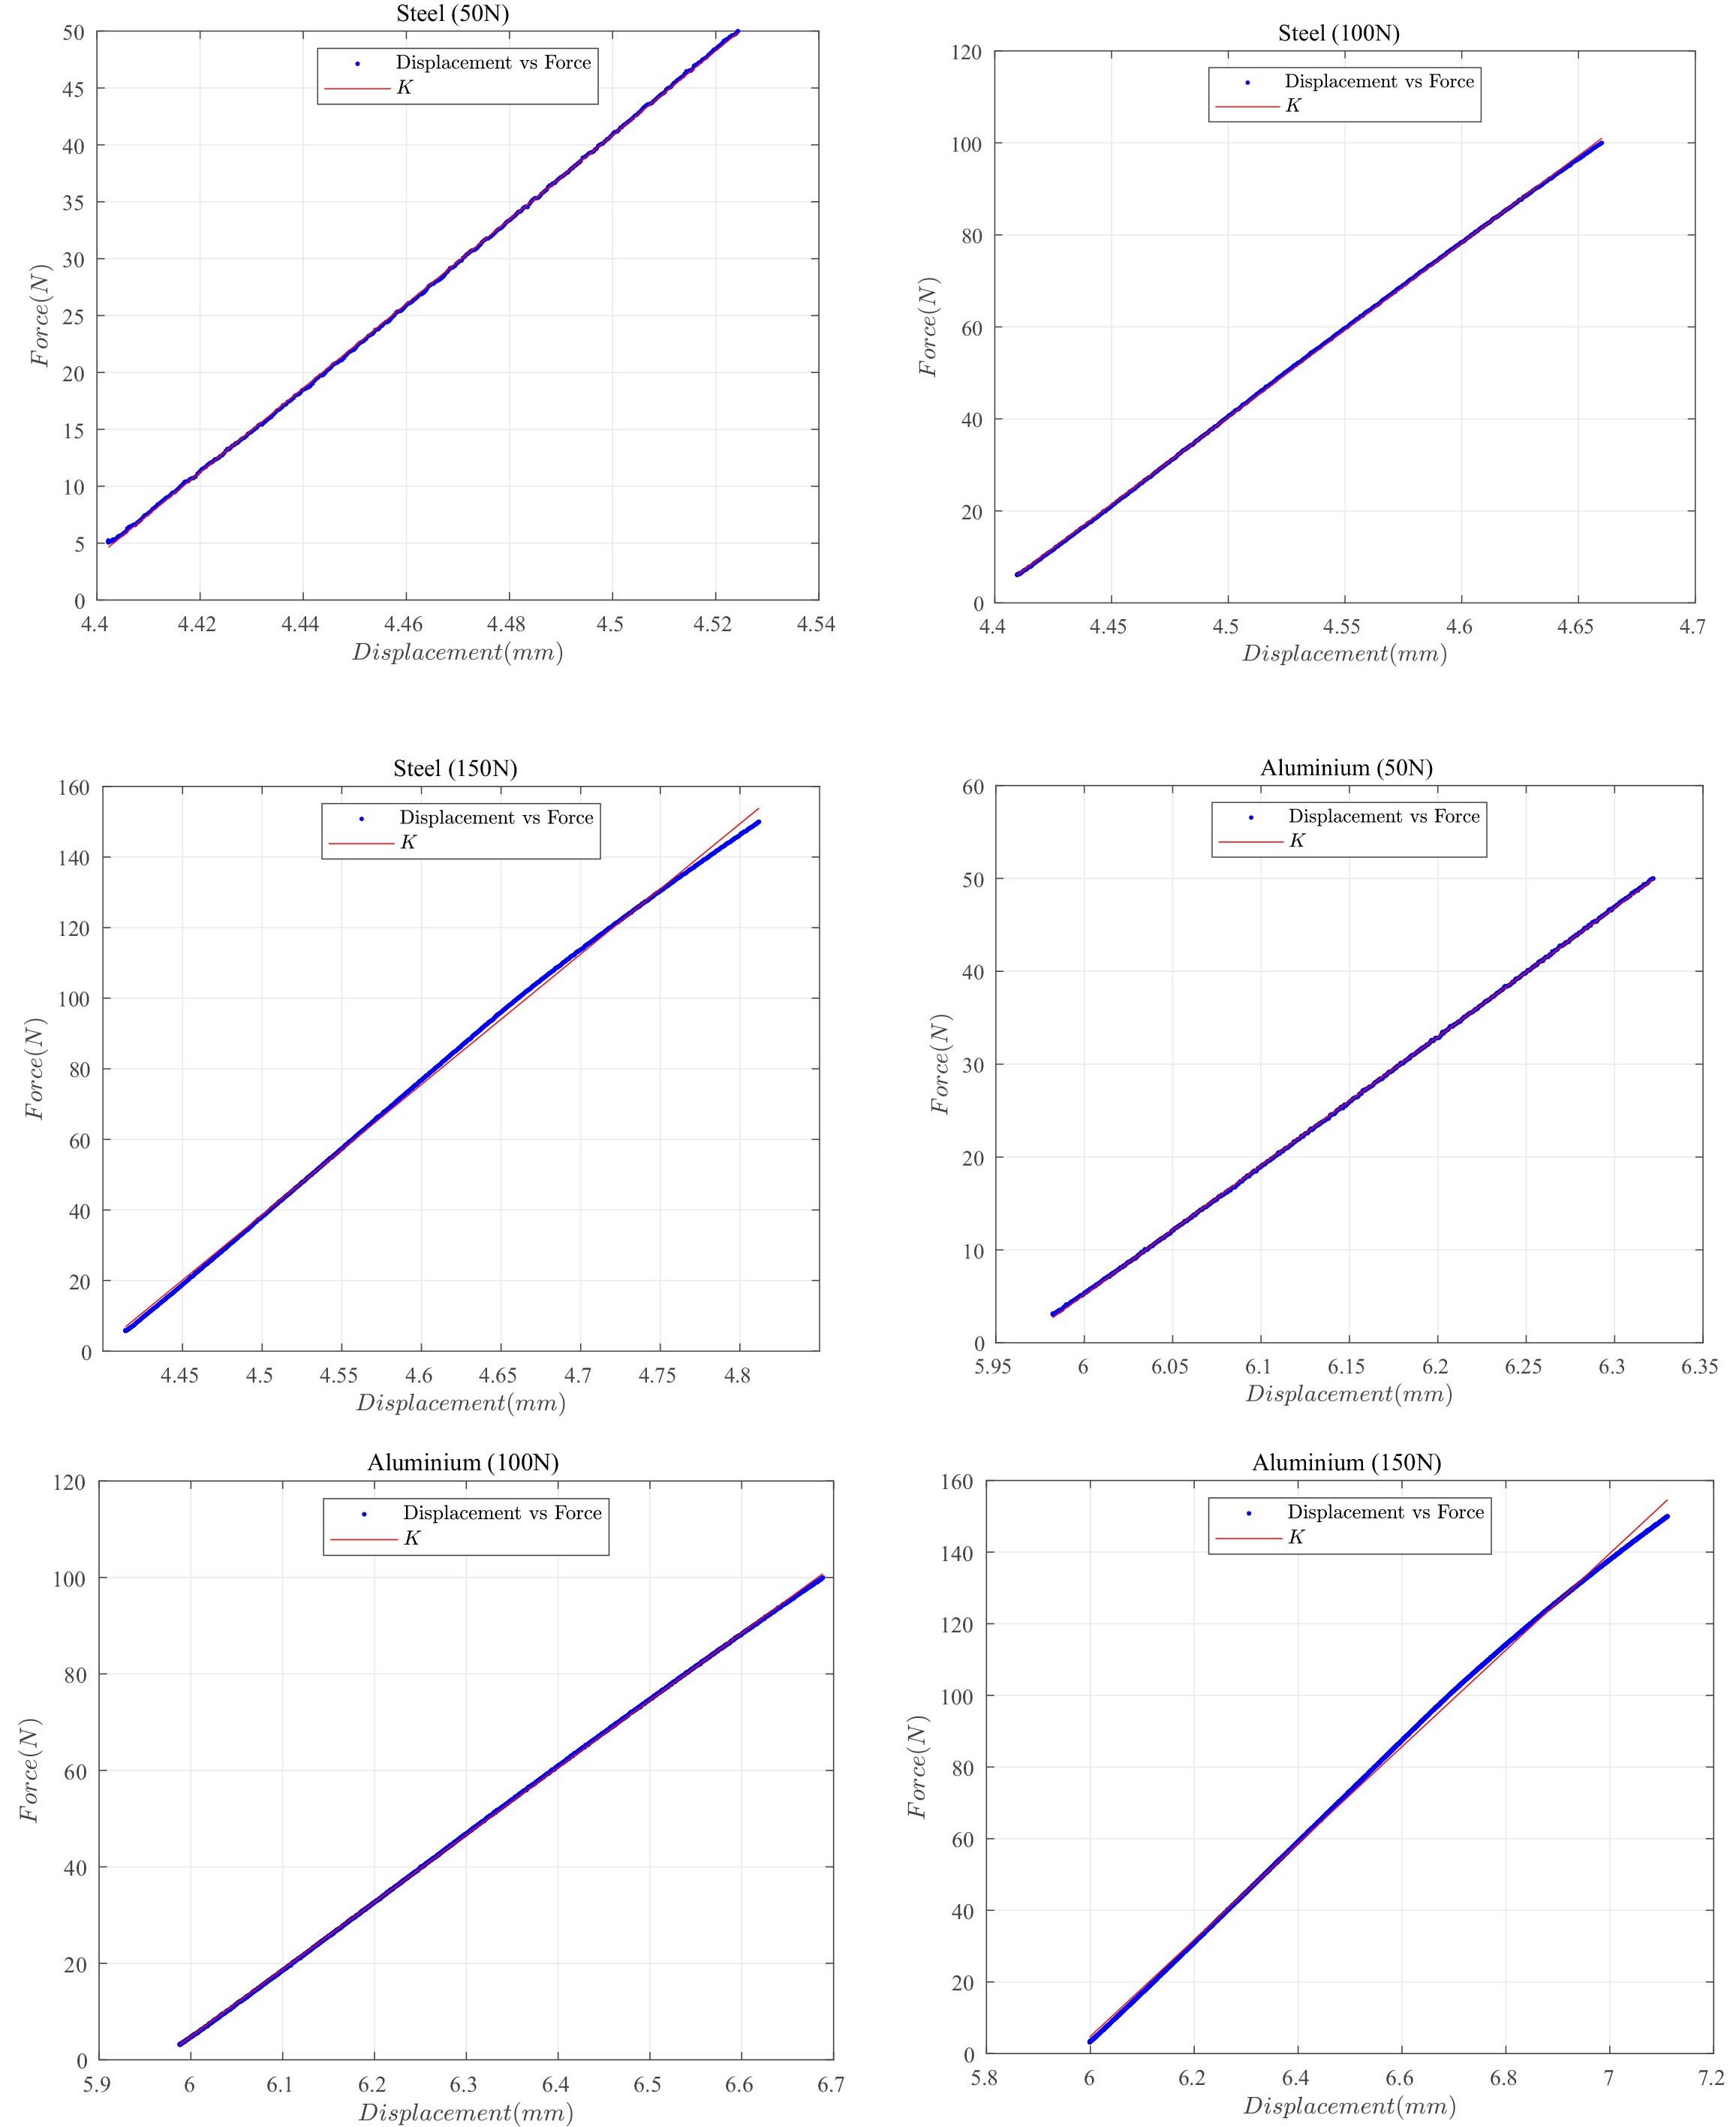 Steel (50N)
Displacement vs Force
K
50
45
40
35
30
25
20
15
10
5
0
Force(N)
4.4 4.42 4.44 4.46 4.48 4.5 4.52 4.54
Displacement(mm)
Steel (100N)
Displacement vs Force
K
120
100
80
60
40
20
0
Force(N)
4.4 4.45 4.5 4.55 4.6 4.65 4.7
Displacement(mm)
Steel (150N)
Displacement vs Force
K
160
140
120
100
80
60
40
20
0
Force(N)
4.45 4.5 4.55 4.6 4.65 4.7 4.75 4.8
Displacement(mm)
Aluminium (50N)
Displacement vs Force
K
60
50
40
30
20
10
0
Force(N)
5.95 6 6.05 6.1 6.15 6.2 6.25 6.3 6.35
Displacement(mm)
Aluminium (100N)
Displacement vs Force
K
120
100
80
60
40
20
0
Force(N)
5.9 6 6.1 6.2 6.3 6.4 6.5 6.6 6.7
Displacement(mm)
Aluminium (150N)
Displacement vs Force
K
160
140
120
100
80
60
40
20
0
Force(N)
5.8 6 6.2 6.4 6.6 6.8 7 7.2
Displacement(mm)